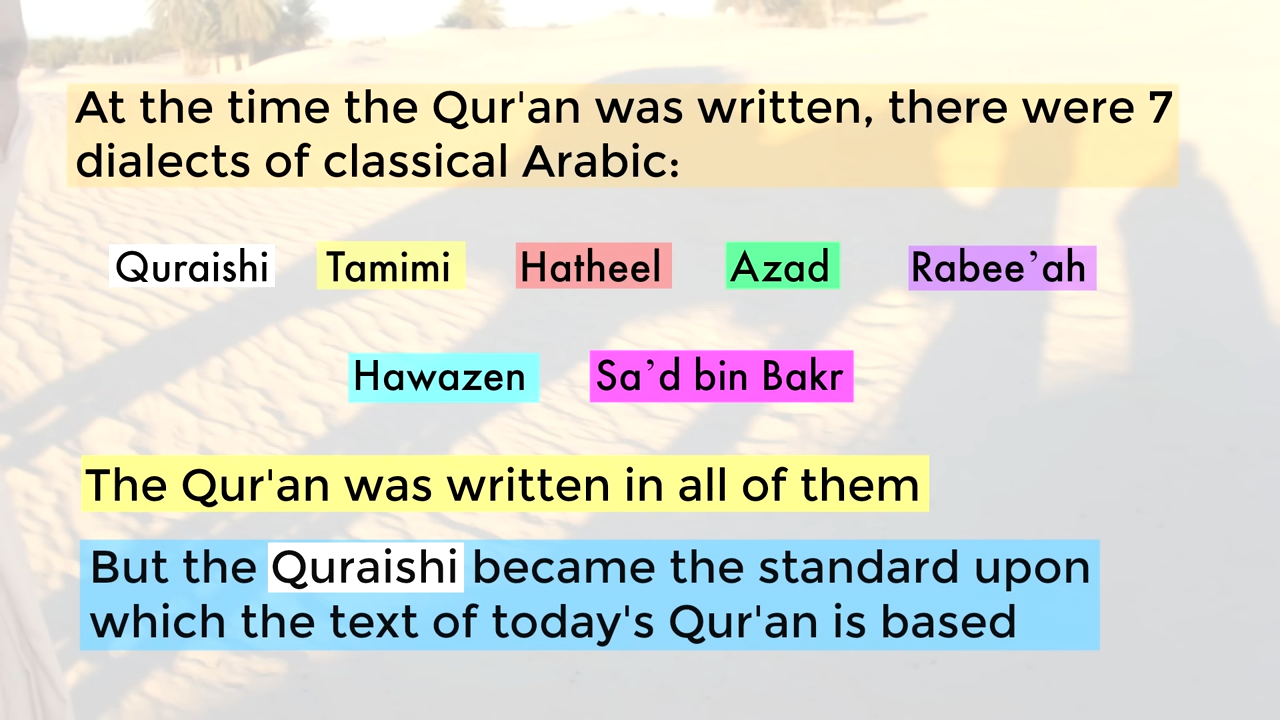 At the time the Qur'an was written, there were 7
dialects of classical Arabic:
Quraishi Tamimi Hatheel Azad Rabee’ah
Hawazen Sa’d bin Bakr
The Qur'an was written in all of them
But the Quraishi became the standard upon
which the text of today's Qur'an is based